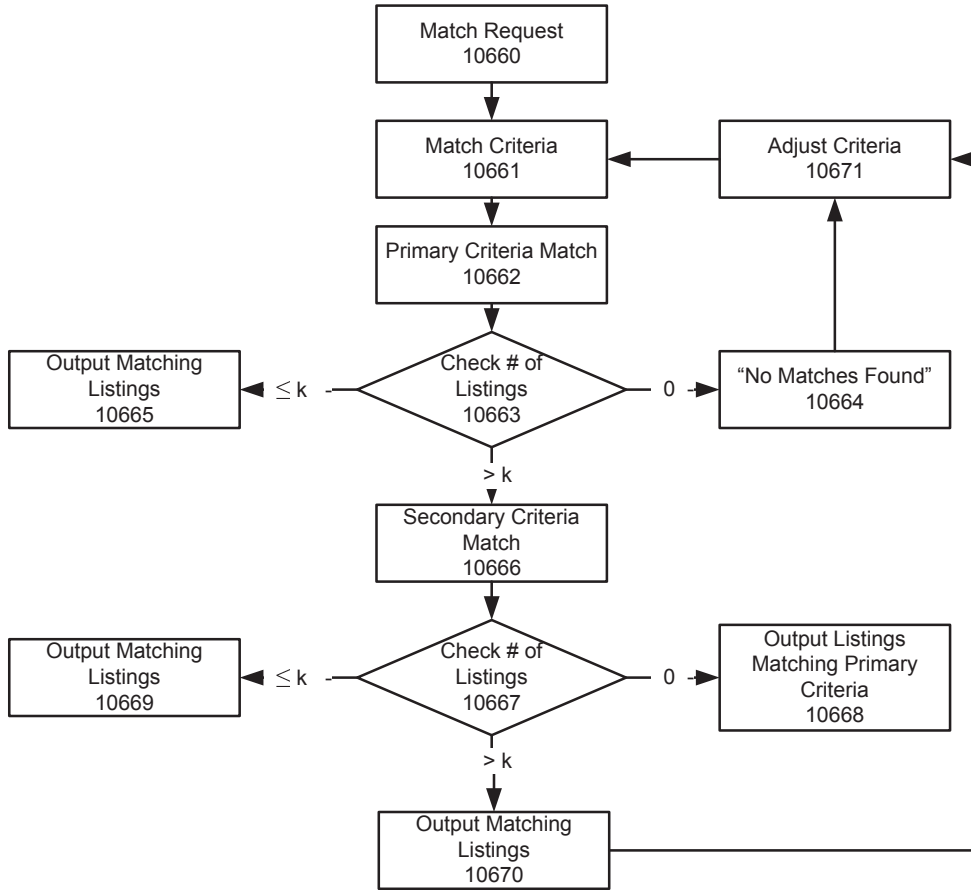 Match Request
10660
Match Criteria
10661
Adjust Criteria
10671
Primary Criteria Match
10662
Output Matching
Listings
10665
≤ k
Check # of
Listings
10663
0
“No Matches Found”
10664
> k
Secondary Criteria
Match
10666
Output Matching
Listings
10669
≤ k
Check # of
Listings
10667
0
Output Listings
Matching Primary
Criteria
10668
> k
Output Matching
Listings
10670